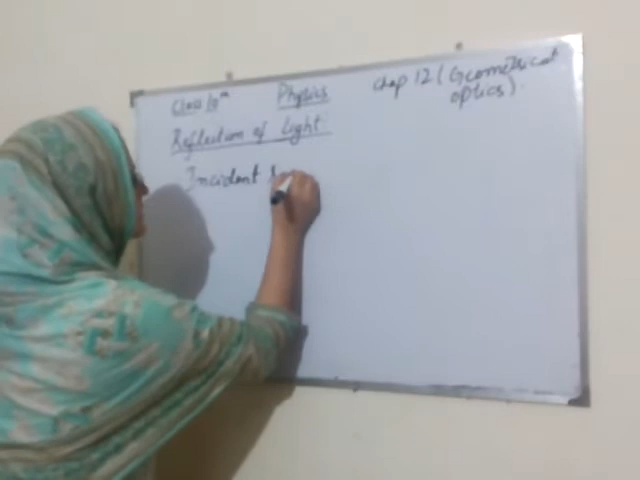 Class 10th Physics Chap 12 (Geometrical
optics).
Reflection of Light
Incident